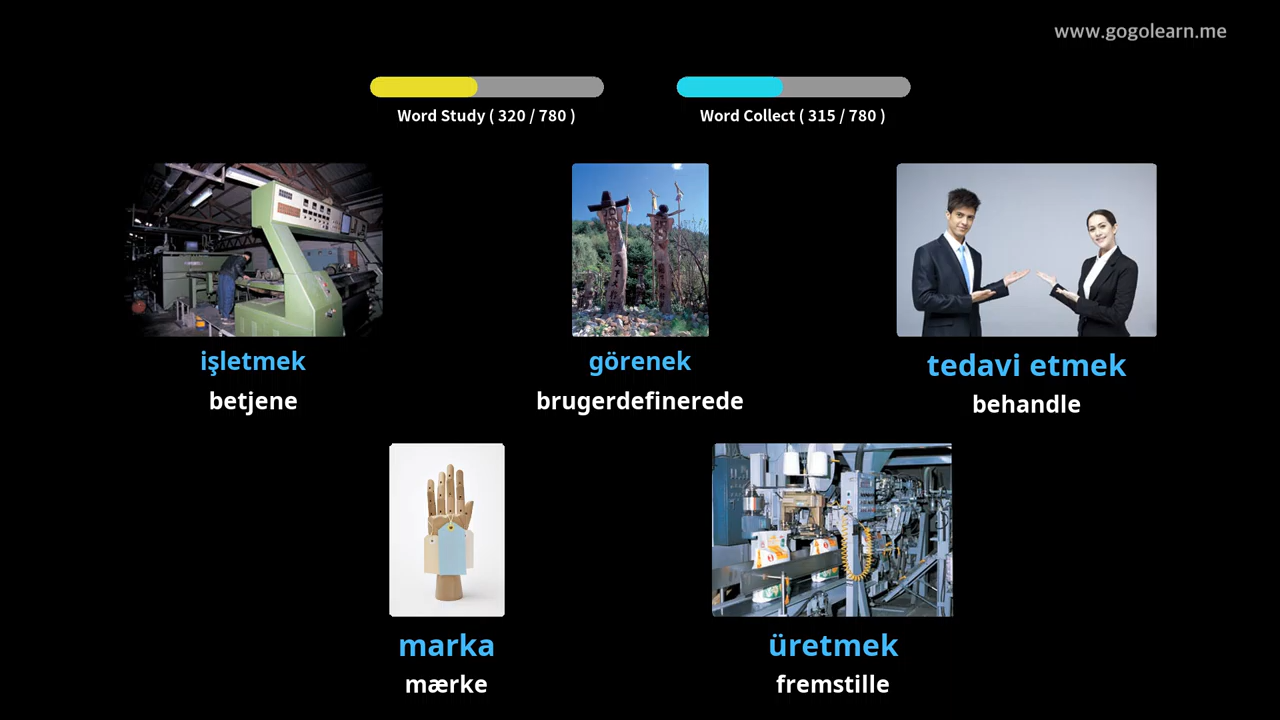 www.gogolearn.me
Word Study ( 320 / 780 )
Word Collect ( 315 / 780 )
işletmek
betjene
görenek
brugerdefinerede
tedavi etmek
behandle
marka
mærke
üretmek
fremstille